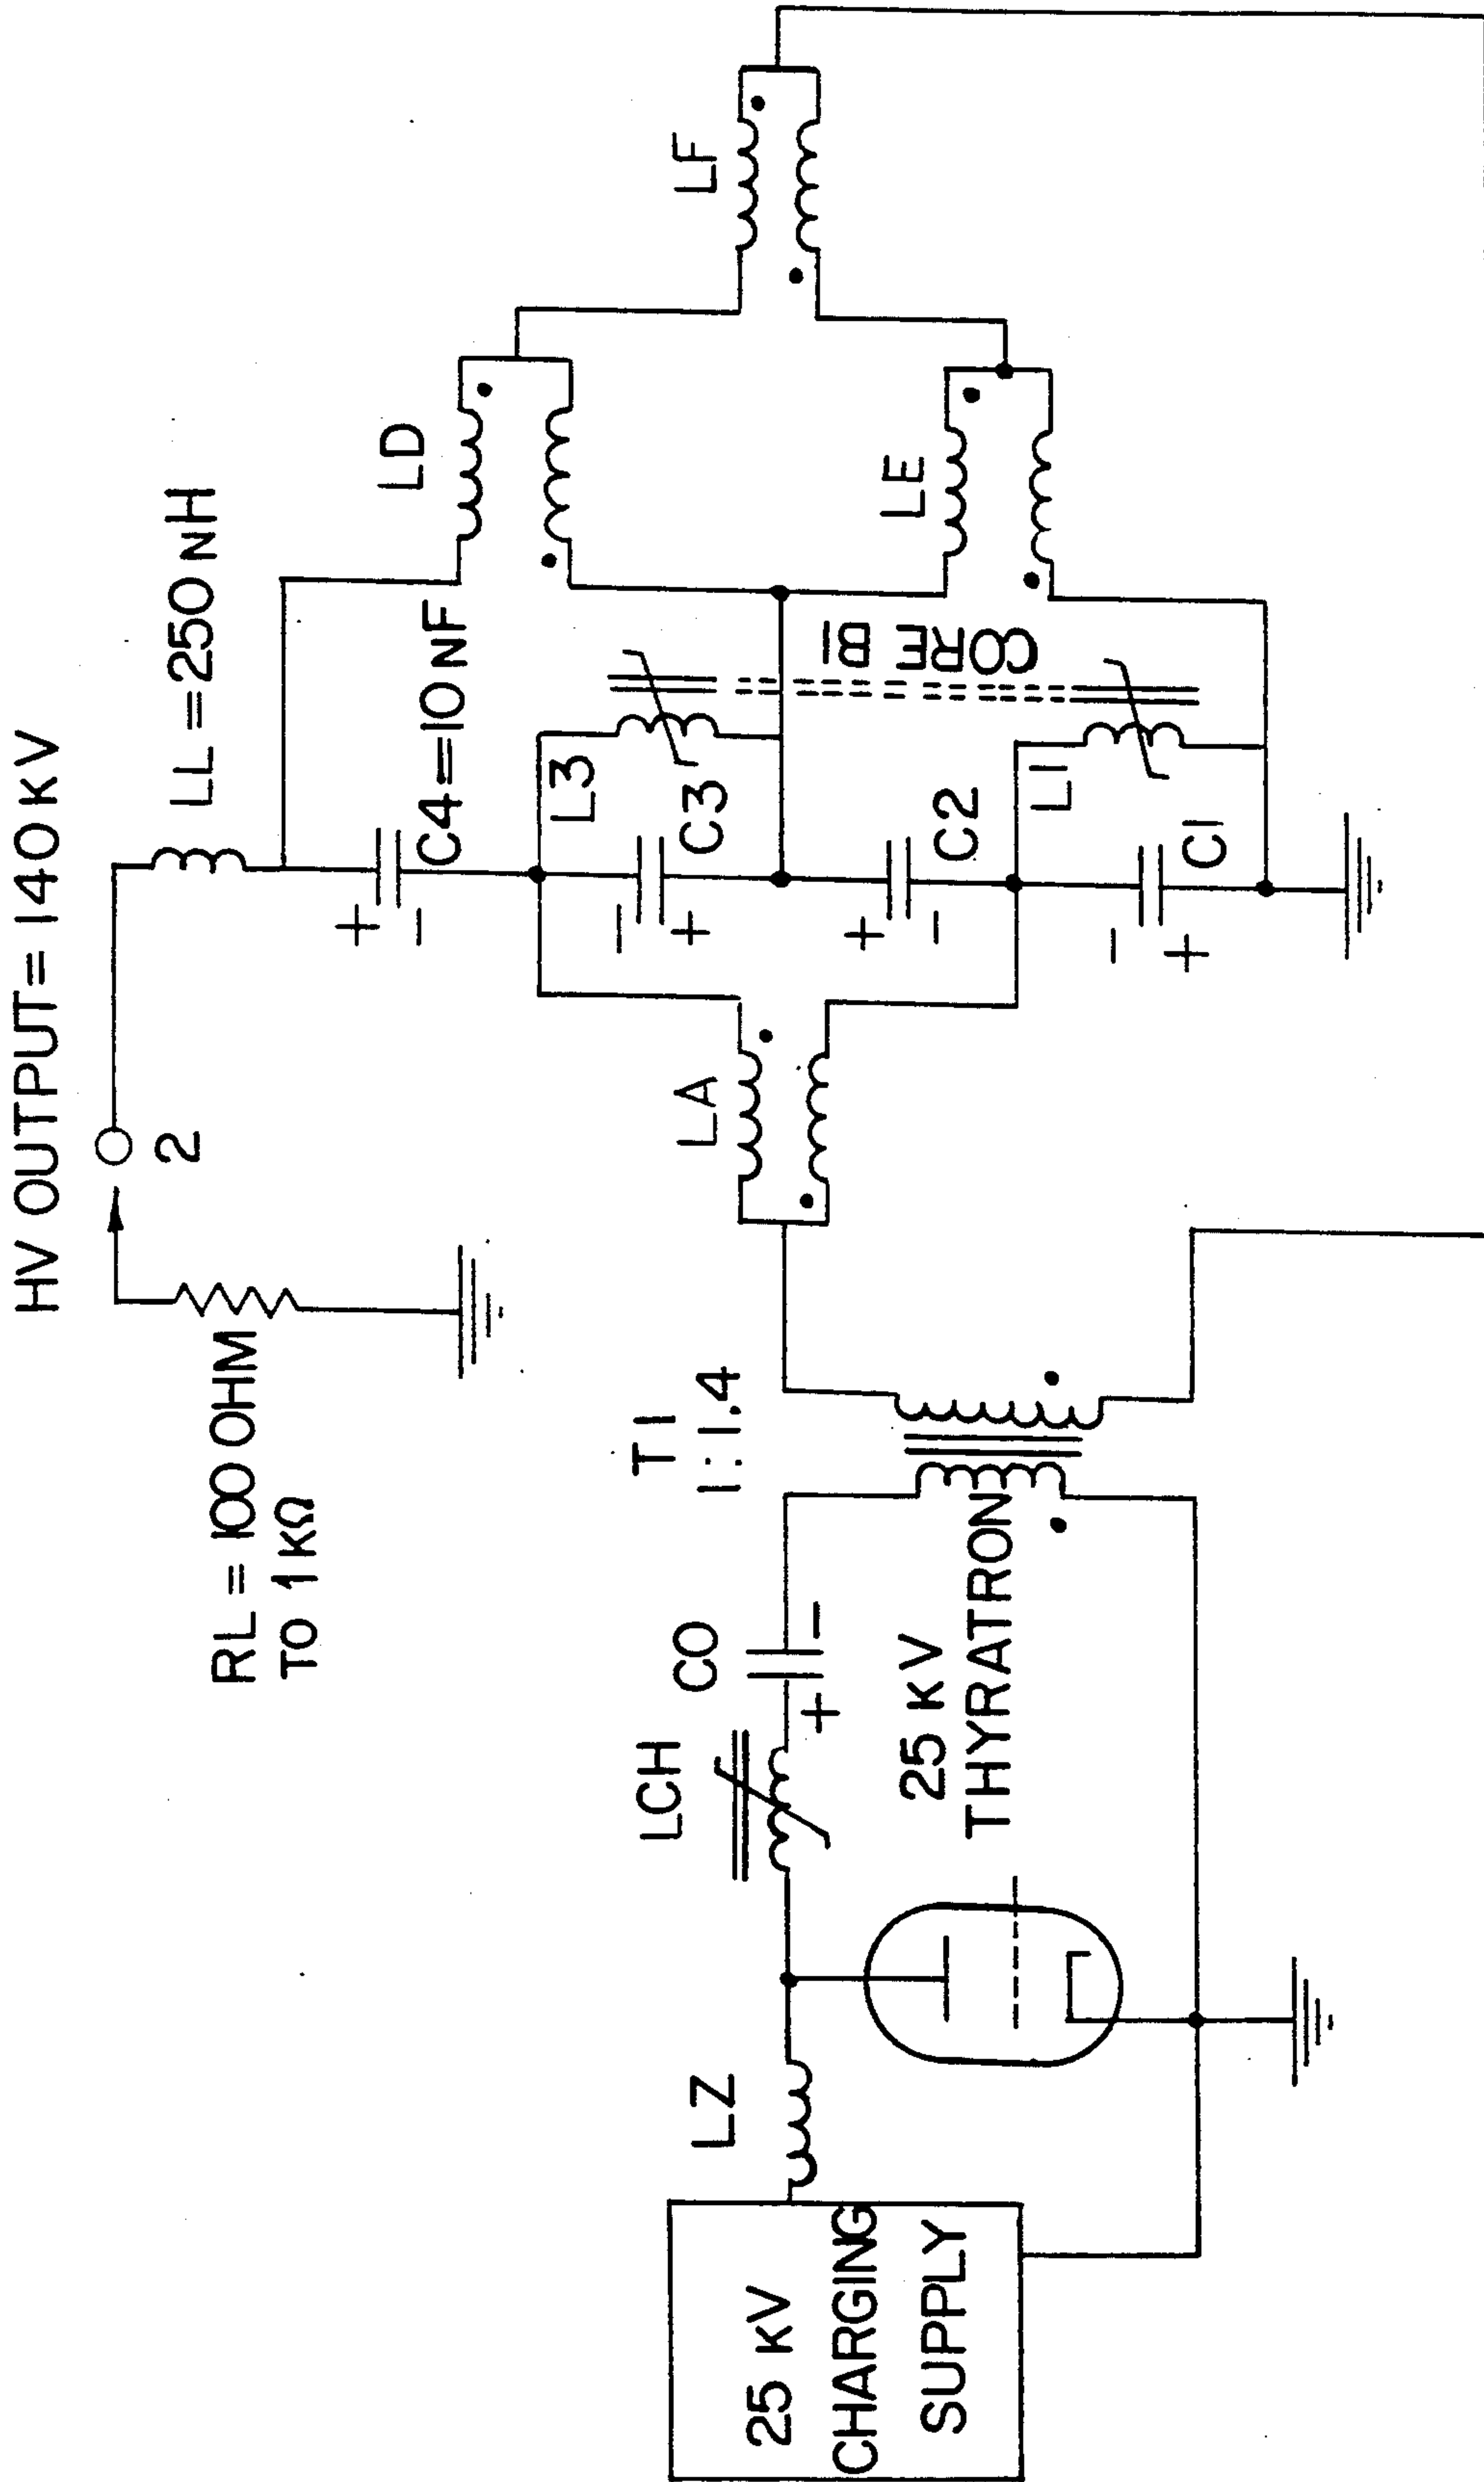 HV OUTPUT= 140 KV
2
RL = 100 OHM
TO 1 KΩ
LL = 250 NH
C4=10 NF
LD
LF
L3
C3
CORE B1
LE
C2
L1
C1
LA
T1
1:1.4
CO
LCH
LZ
25 KV
THYRATRON
25 KV
CHARGING
SUPPLY
+
-
-
+
+
-
-
+
+
-